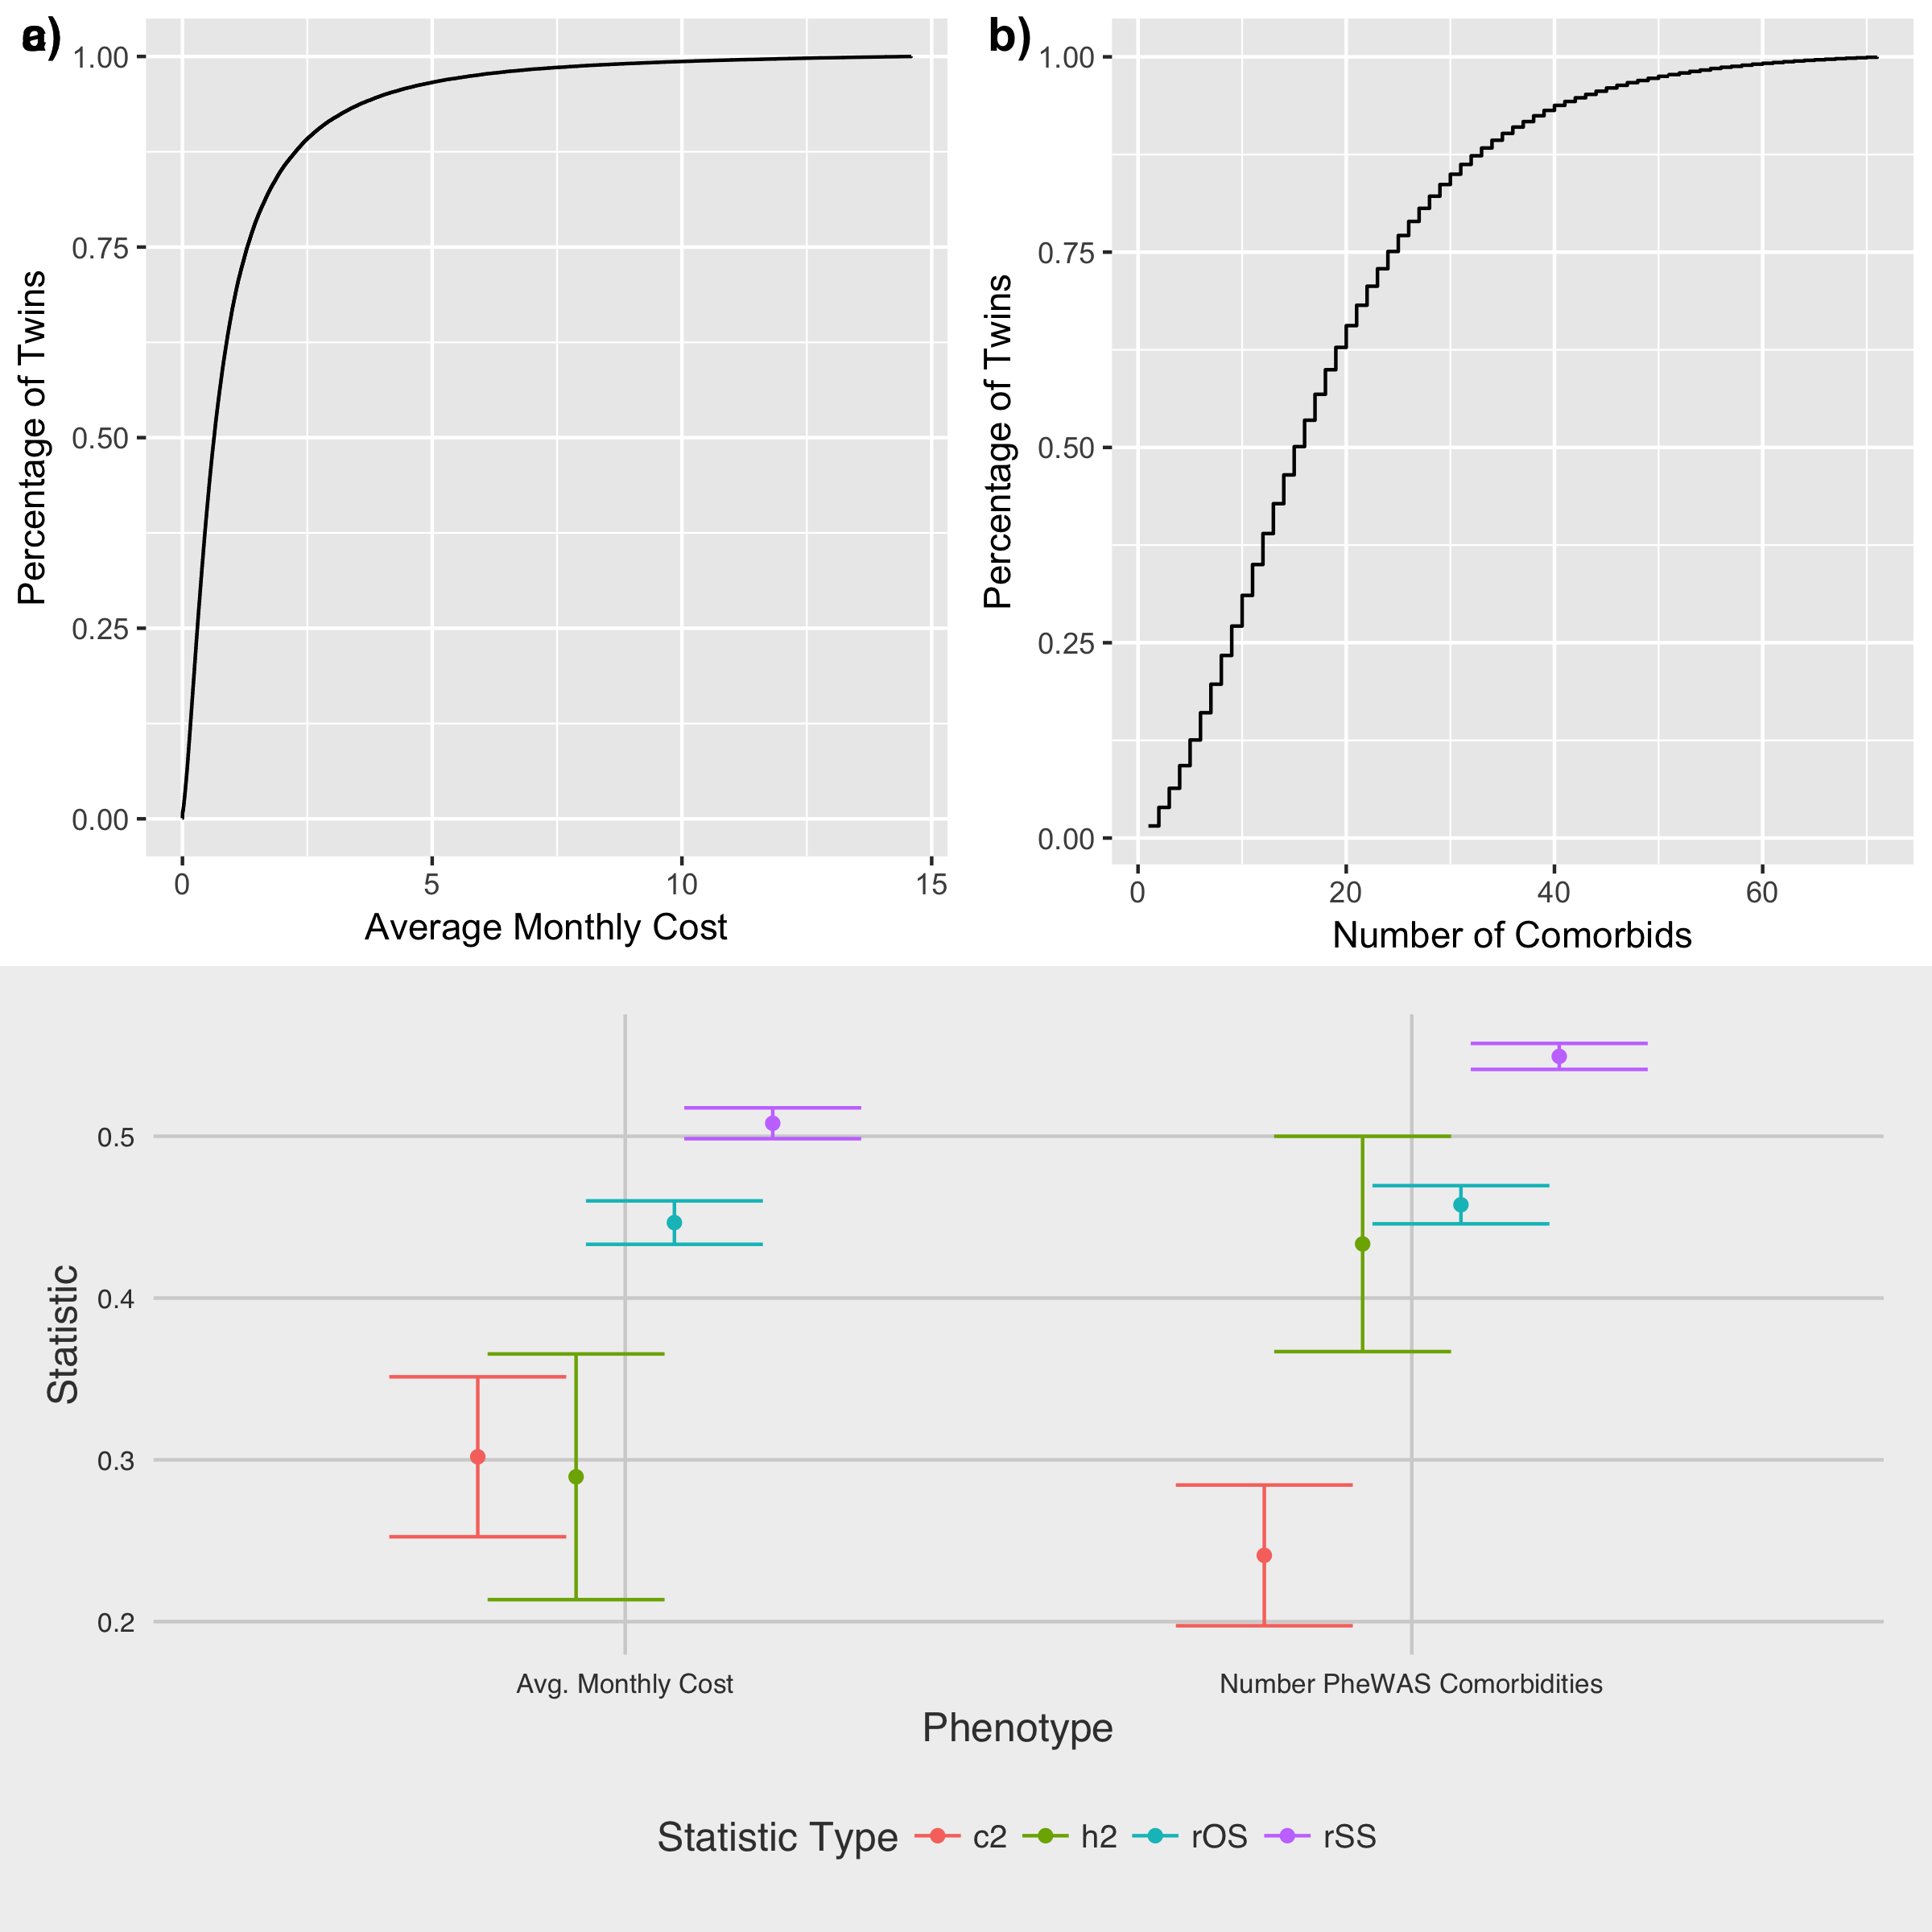 a)
1.00
0.75
0.50
0.25
0.00
Percentage of Twins
0 5 10 15
Average Monthly Cost
b)
1.00
0.75
0.50
0.25
0.00
Percentage of Twins
0 20 40 60
Number of Comorbids
0.5
0.4
0.3
0.2
Statistic
Avg. Monthly Cost Number PheWAS Comorbidities
Phenotype
Statistic Type c2 h2 rOS rSS